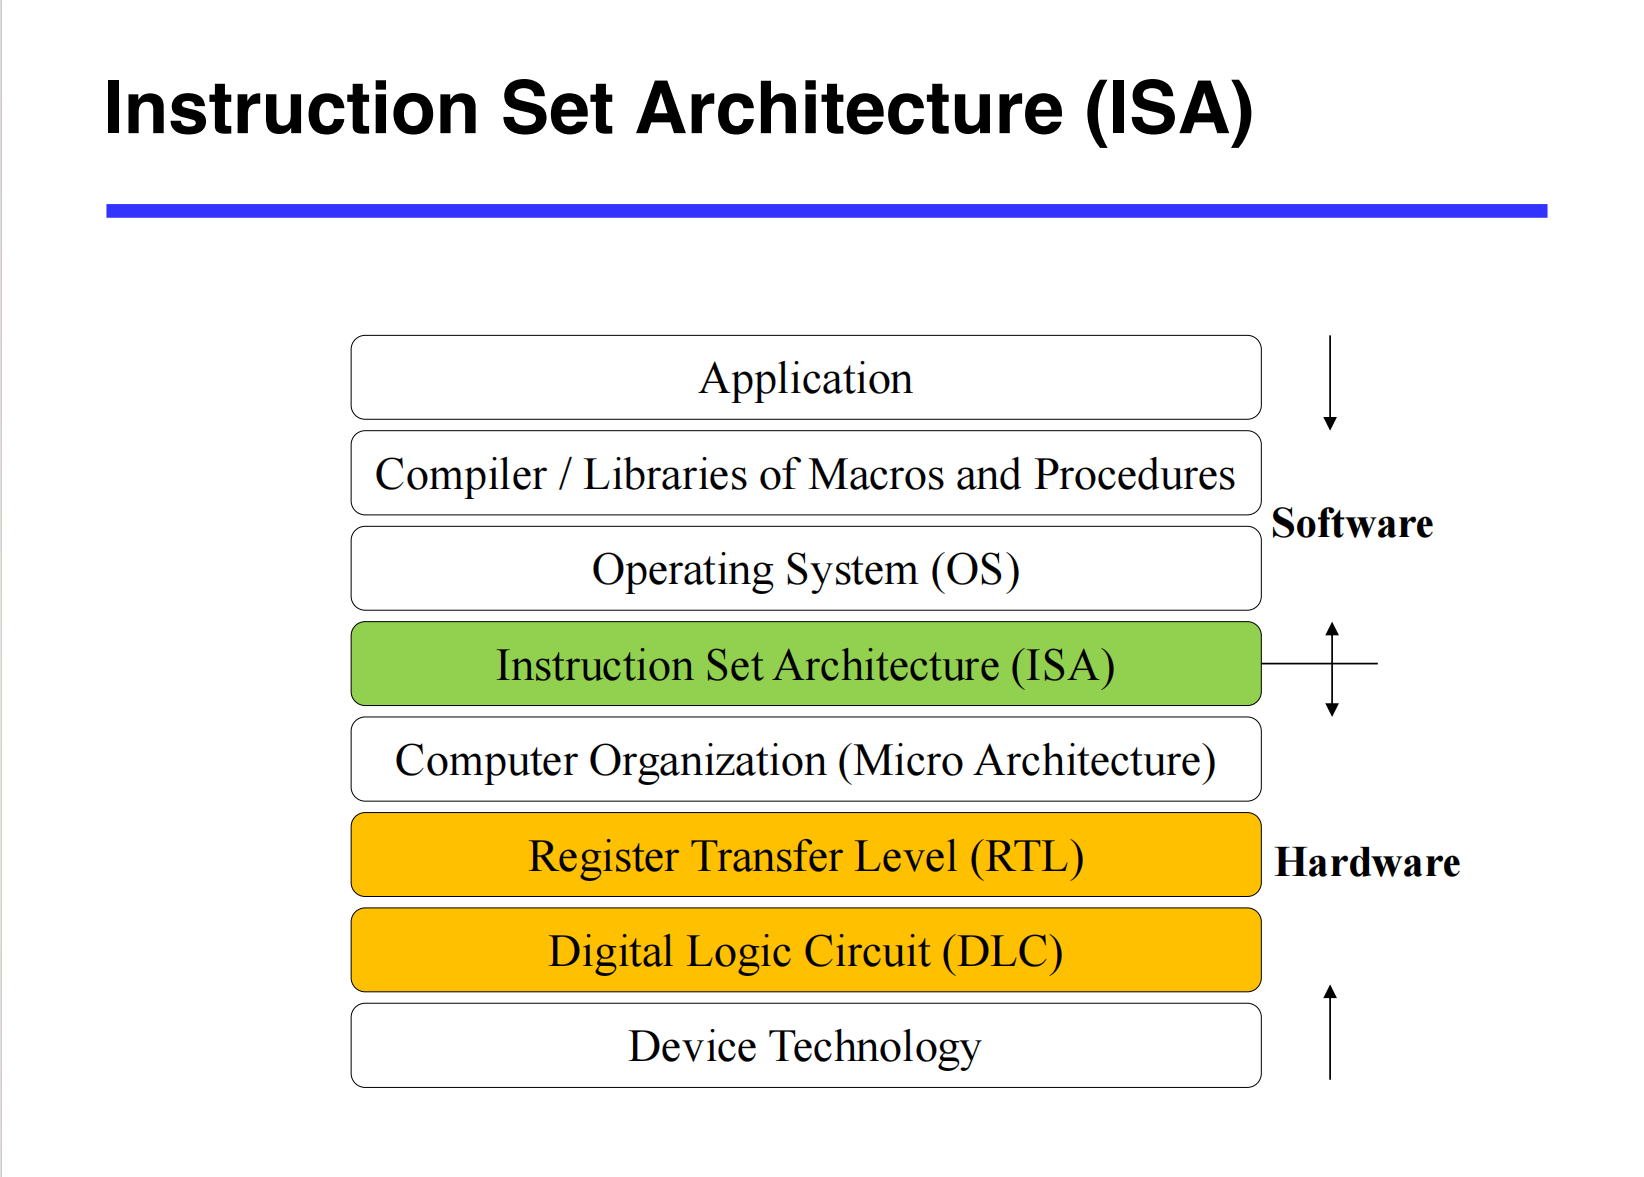 Instruction Set Architecture (ISA)
Application
Compiler / Libraries of Macros and Procedures
Software
Operating System (OS)
Instruction Set Architecture (ISA)
Computer Organization (Micro Architecture)
Register Transfer Level (RTL)
Hardware
Digital Logic Circuit (DLC)
Device Technology